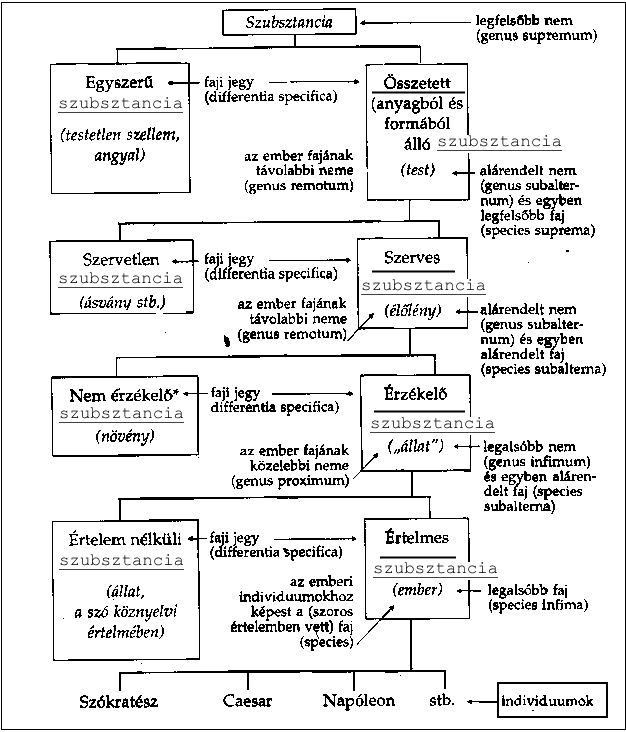 Szubsztancia
legfelsőbb nem
(genus supremum)
Egyszerű
szubsztancia
(testetlen szellem,
angyal)
faji jegy
(differentia specifica)
Összetett
(anyagból és
formából
álló szubsztancia
(test)
az ember fajának
távolabbi neme
(genus remotum)
alárendelt nem
(genus subalter-
num) és egyben
legfelsőbb faj
(species suprema)
Szervetlen
szubsztancia
(ásvány stb.)
faji jegy
(differentia specifica)
Szerves
szubsztancia
(élőlény)
az ember fajának
távolabbi neme
(genus remotum)
alárendelt nem
(genus subalter-
num) és egyben
alárendelt faj
(species subalterna)
Nem érzékelő*
szubsztancia
(növény)
faji jegy
differentia specifica)
Érzékelő
szubsztancia
(„állat")
az ember fajának
közelebbi neme
(genus proximum)
legalsóbb nem
(genus infimum)
és egyben aláren-
delt faj (species
subalterna)
Értelem nélküli
szubsztancia
(állat,
a szó köznyelvi
értelmében)
faji jegy
(differentia specifica)
Értelmes
szubsztancia
(ember)
az emberi
individuumokhoz
képest a (szoros
értelemben vett) faj
(species)
legalsóbb faj
(species infima)
Szókratész Caesar Napóleon stb. individuumok